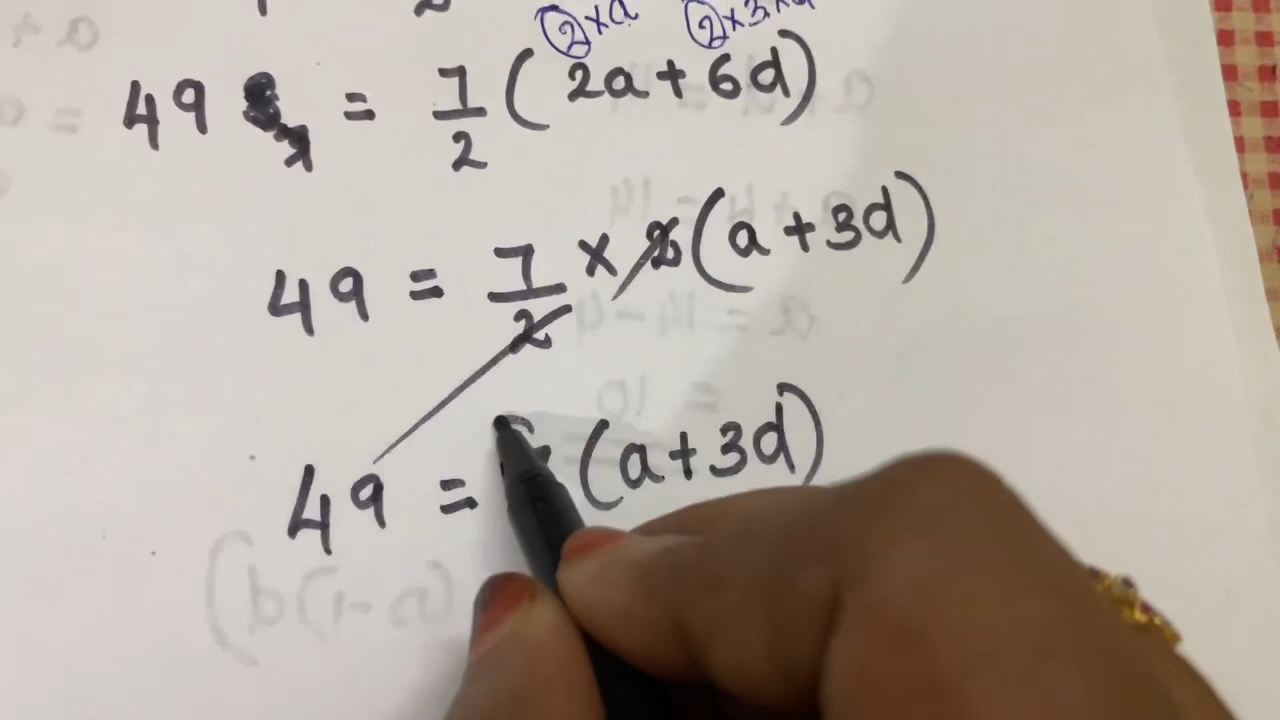 2×a 2×3×d
49 = 7/2 (2a+6d)
49 = 7/2 × 2 (a+3d)
49 = (a+3d)